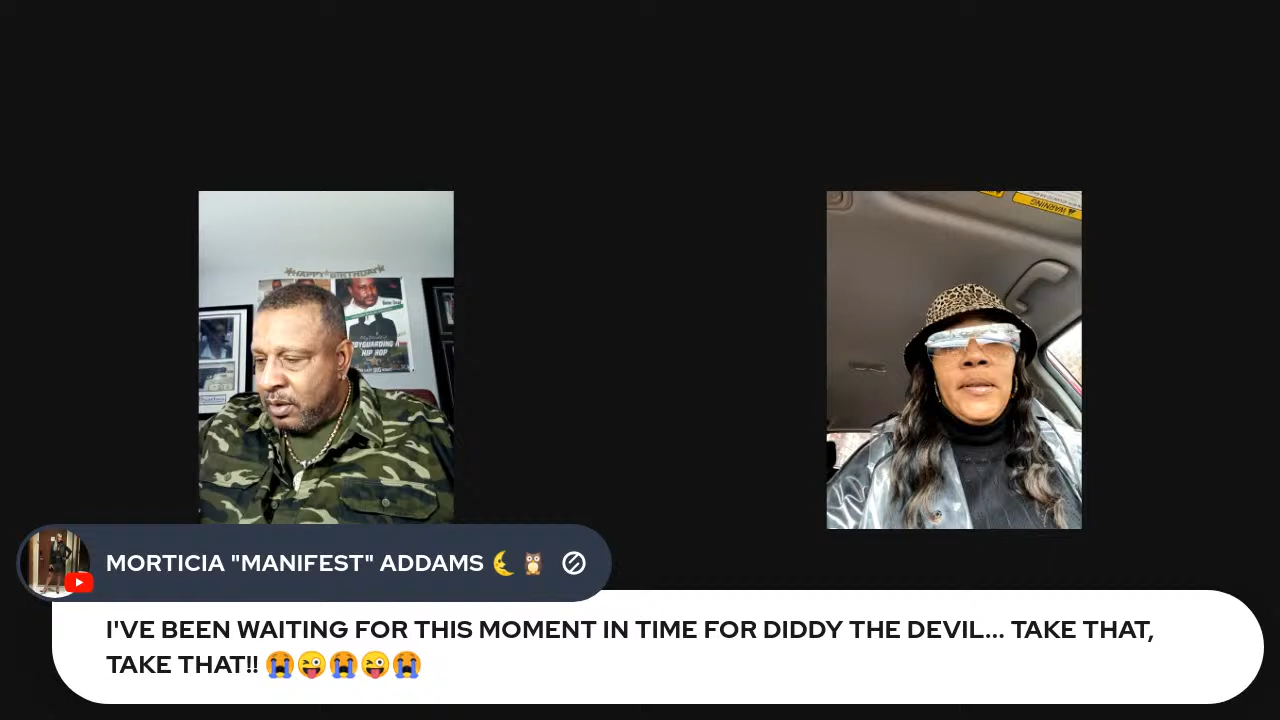 WARNING
HAPPY BIRTHDAY
BODYGUARDING
HIP HOP
MORTICIA "MANIFEST" ADDAMS 🌜🦉
I'VE BEEN WAITING FOR THIS MOMENT IN TIME FOR DIDDY THE DEVIL... TAKE THAT,
TAKE THAT!! 😭😜😭😜😭